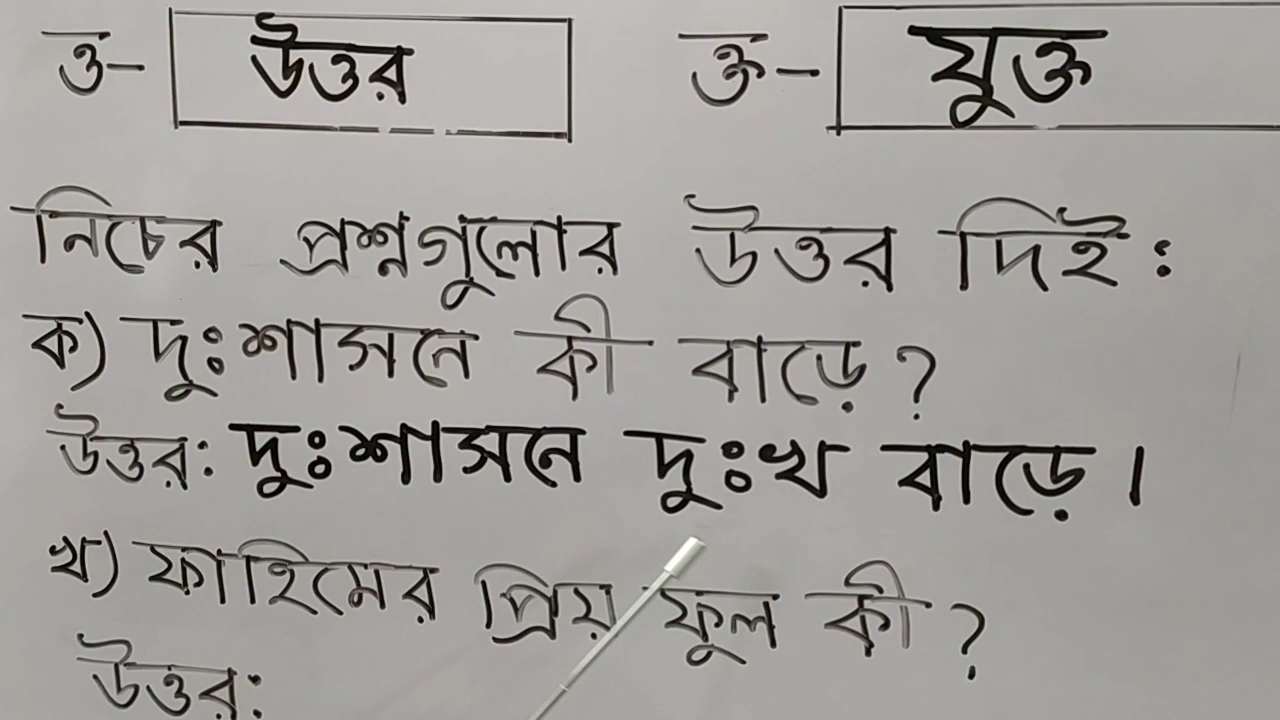 ত্ত- উত্তর ক্ত- যুক্ত
নিচের প্রশ্নগুলোর উত্তর দিই:
ক) দুঃশাসনে কী বাড়ে?
উত্তর: দুঃশাসনে দুঃখ বাড়ে।
খ) ফাহিমের প্রিয় ফুল কী?
উত্তর: